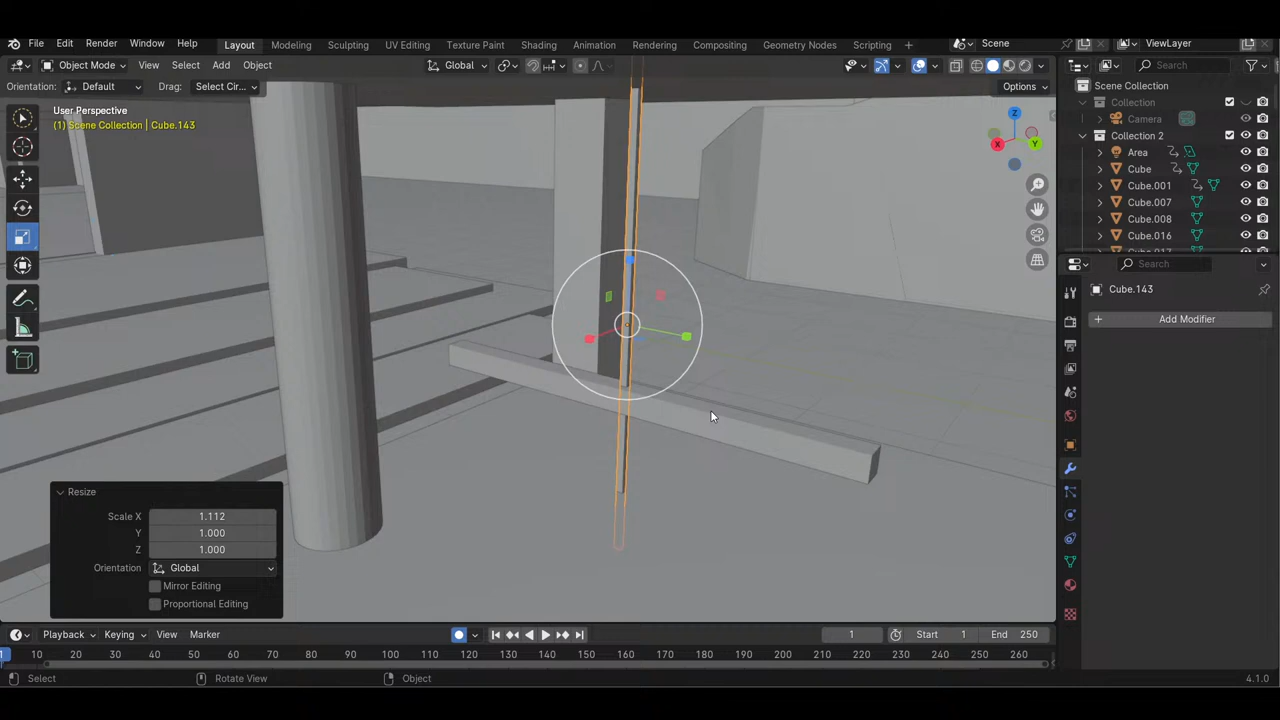 File Edit Render Window Help Layout Modeling Sculpting UV Editing Texture Paint Shading Animation Rendering Compositing Geometry Nodes Scripting + Scene ViewLayer
Object Mode View Select Add Object Global Search
Orientation: Default Drag: Select Cir... Options
User Perspective
(1) Scene Collection | Cube.143
Z
X Y
Scene Collection
Collection
Camera
Collection 2
Area
Cube
Cube.001
Cube.007
Cube.008
Cube.016
Search
Cube.143
+ Add Modifier
Resize
Scale X 1.112
Y 1.000
Z 1.000
Orientation Global
Mirror Editing
Proportional Editing
Playback Keying View Marker 1 Start 1 End 250
1 10 20 30 40 50 60 70 80 90 100 110 120 130 140 150 160 170 180 190 200 210 220 230 240 250 260
Select Rotate View Object 4.1.0